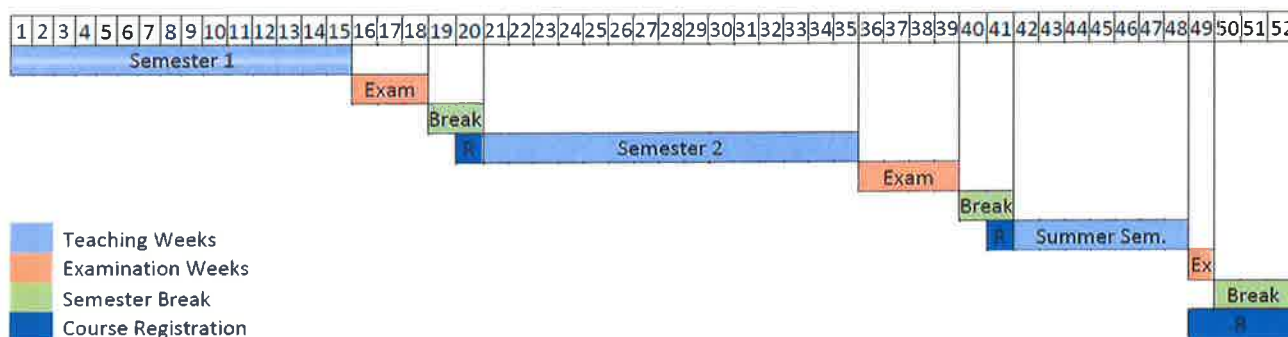 1 2 3 4 5 6 7 8 9 10 11 12 13 14 15 16 17 18 19 20 21 22 23 24 25 26 27 28 29 30 31 32 33 34 35 36 37 38 39 40 41 42 43 44 45 46 47 48 49 50 51 52
Semester 1
Exam
Break
R Semester 2
Exam
Break
R Summer Sem.
Ex
Break
R
Teaching Weeks
Examination Weeks
Semester Break
Course Registration